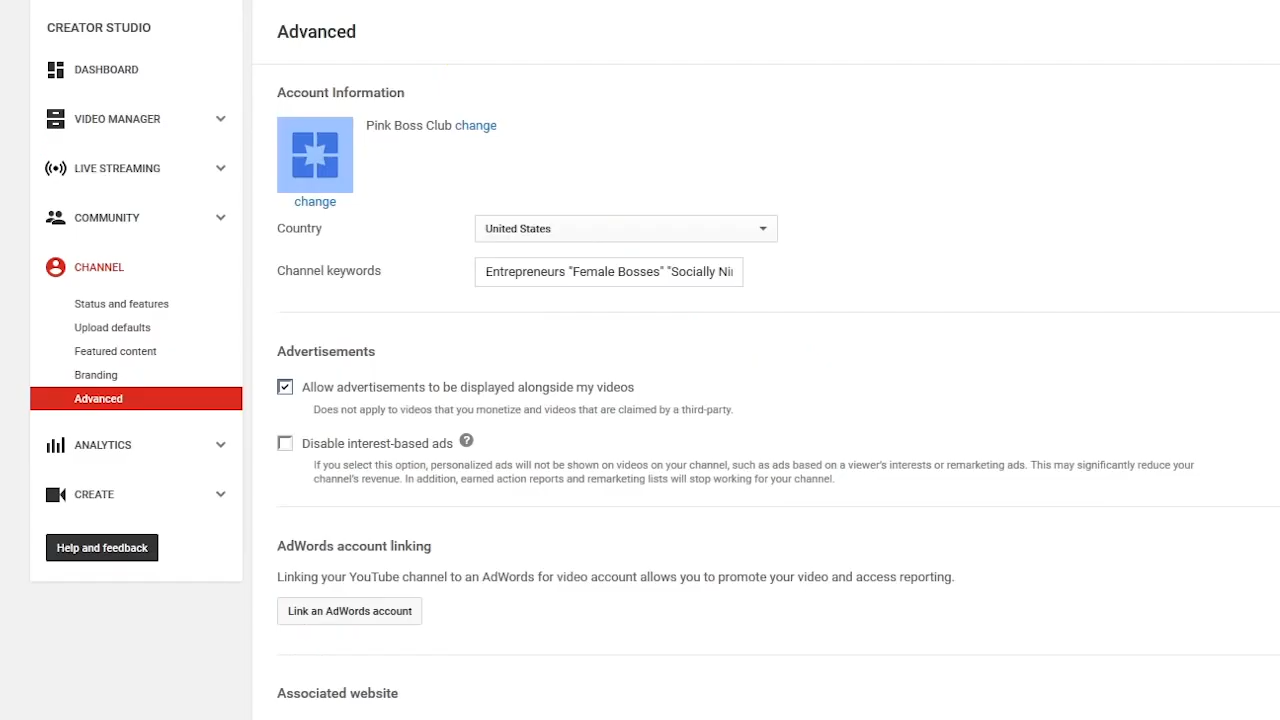 CREATOR STUDIO
DASHBOARD
VIDEO MANAGER
LIVE STREAMING
COMMUNITY
CHANNEL
Status and features
Upload defaults
Featured content
Branding
Advanced
ANALYTICS
CREATE
Help and feedback
Advanced
Account Information
Pink Boss Club change
change
Country
United States
Channel keywords
Entrepreneurs "Female Bosses" "Socially
Advertisements
Allow advertisements to be displayed alongside my videos
Does not apply to videos that you monetize and videos that are claimed by a third-party.
Disable interest-based ads ?
If you select this option, personalized ads will not be shown on videos on your channel, such as ads based on a viewer's interests or remarketing ads. This may significantly reduce your
channel's revenue. In addition, earned action reports and remarketing lists will stop working for your channel.
AdWords account linking
Linking your YouTube channel to an AdWords for video account allows you to promote your video and access reporting.
Link an AdWords account
Associated website